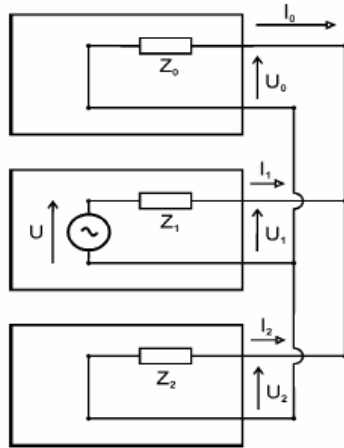 I₀
Z₀
U₀
I₁
U
Z₁
U₁
I₂
Z₂
U₂